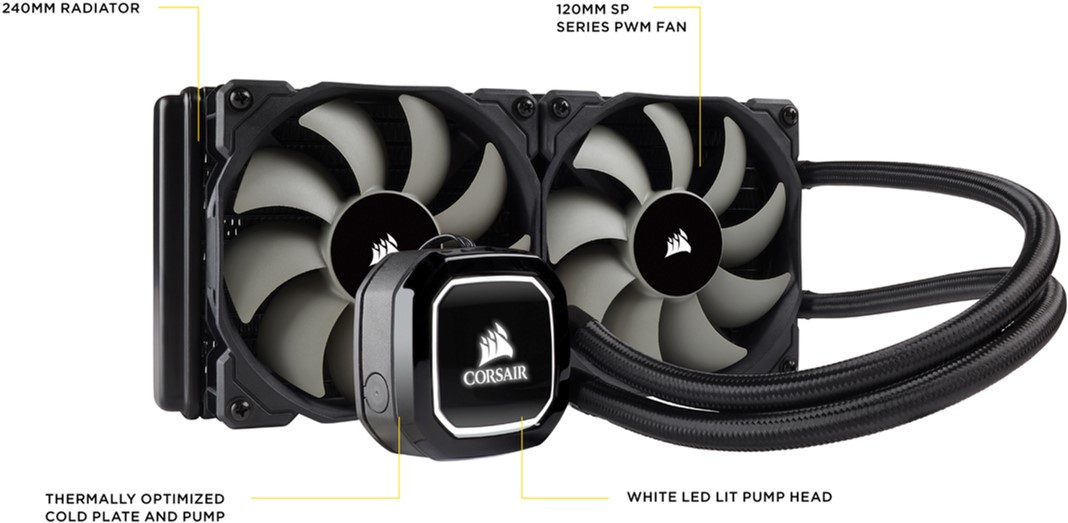 240MM RADIATOR
120MM SP
SERIES PWM FAN
CORSAIR
THERMALLY OPTIMIZED
COLD PLATE AND PUMP
WHITE LED LIT PUMP HEAD